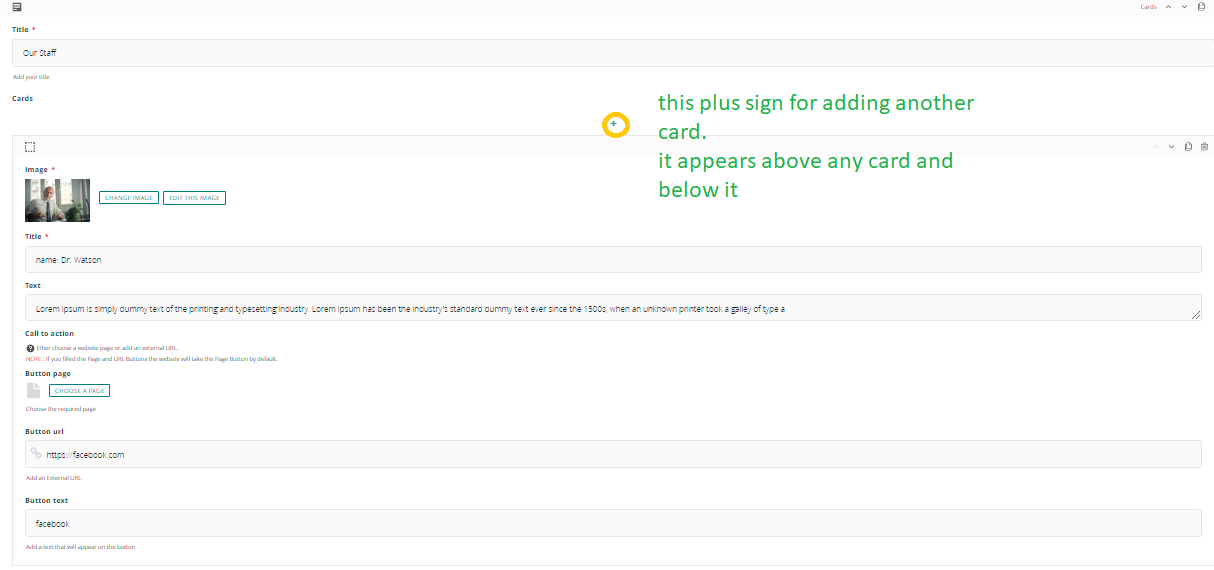 Cards
Title *
Our Staff
Add your title
Cards
+
this plus sign for adding another
card.
it appears above any card and
below it
Image *
CHANGE IMAGE
EDIT THIS IMAGE
Title *
name: Dr. Watson
Text
Lorem Ipsum is simply dummy text of the printing and typesetting industry. Lorem Ipsum has been the industry's standard dummy text ever since the 1500s, when an unknown printer took a galley of type a
Call to action
? Ether choose a website page or add an external URL.
NOTE : If you filled the Page and URL Buttons the website will take the Page Button by default.
Button page
CHOOSE A PAGE
Choose the required page
Button url
https://facebook.com
Add an External URL
Button text
facebook
Add a text that will appear on the button